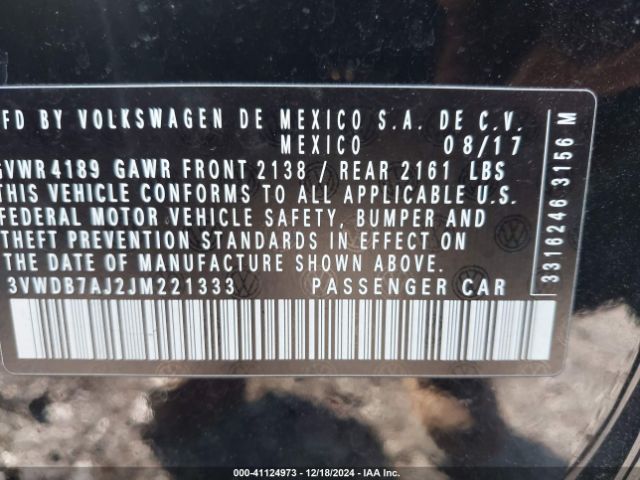 FD BY VOLKSWAGEN DE MEXICO S.A. DE C.V.
MEXICO 08/17
GVWR 4189 GAWR FRONT 2138 / REAR 2161 LBS
THIS VEHICLE CONFORMS TO ALL APPLICABLE U.S.
FEDERAL MOTOR VEHICLE SAFETY, BUMPER AND
THEFT PREVENTION STANDARDS IN EFFECT ON
THE DATE OF MANUFACTURE SHOWN ABOVE.
3VWDB7AJ2JM221333 PASSENGER CAR
3316246 3156 M
000-41124973 - 12/18/2024 - IAA Inc.